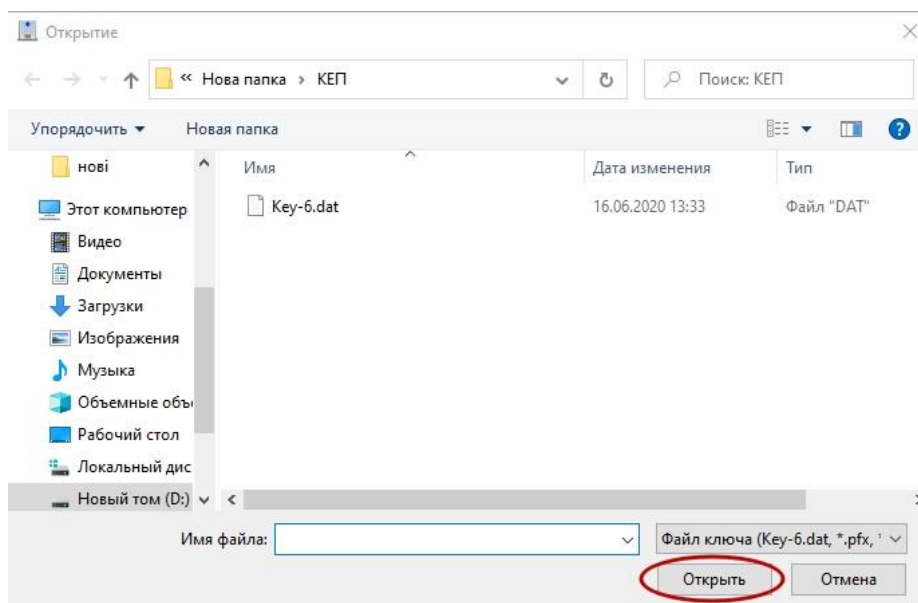 Открытие
« Нова папка › КЕП
Поиск: КЕП
Упорядочить
Новая папка
нові
Этот компьютер
Видео
Документы
Загрузки
Изображения
Музыка
Объемные объ
Рабочий стол
Локальный дис
Новый том (D:)
Имя Дата изменения Тип
Key-6.dat 16.06.2020 13:33 Файл "DAT"
Имя файла:
Файл ключа (Key-6.dat, *.pfx, *
Открыть Отмена